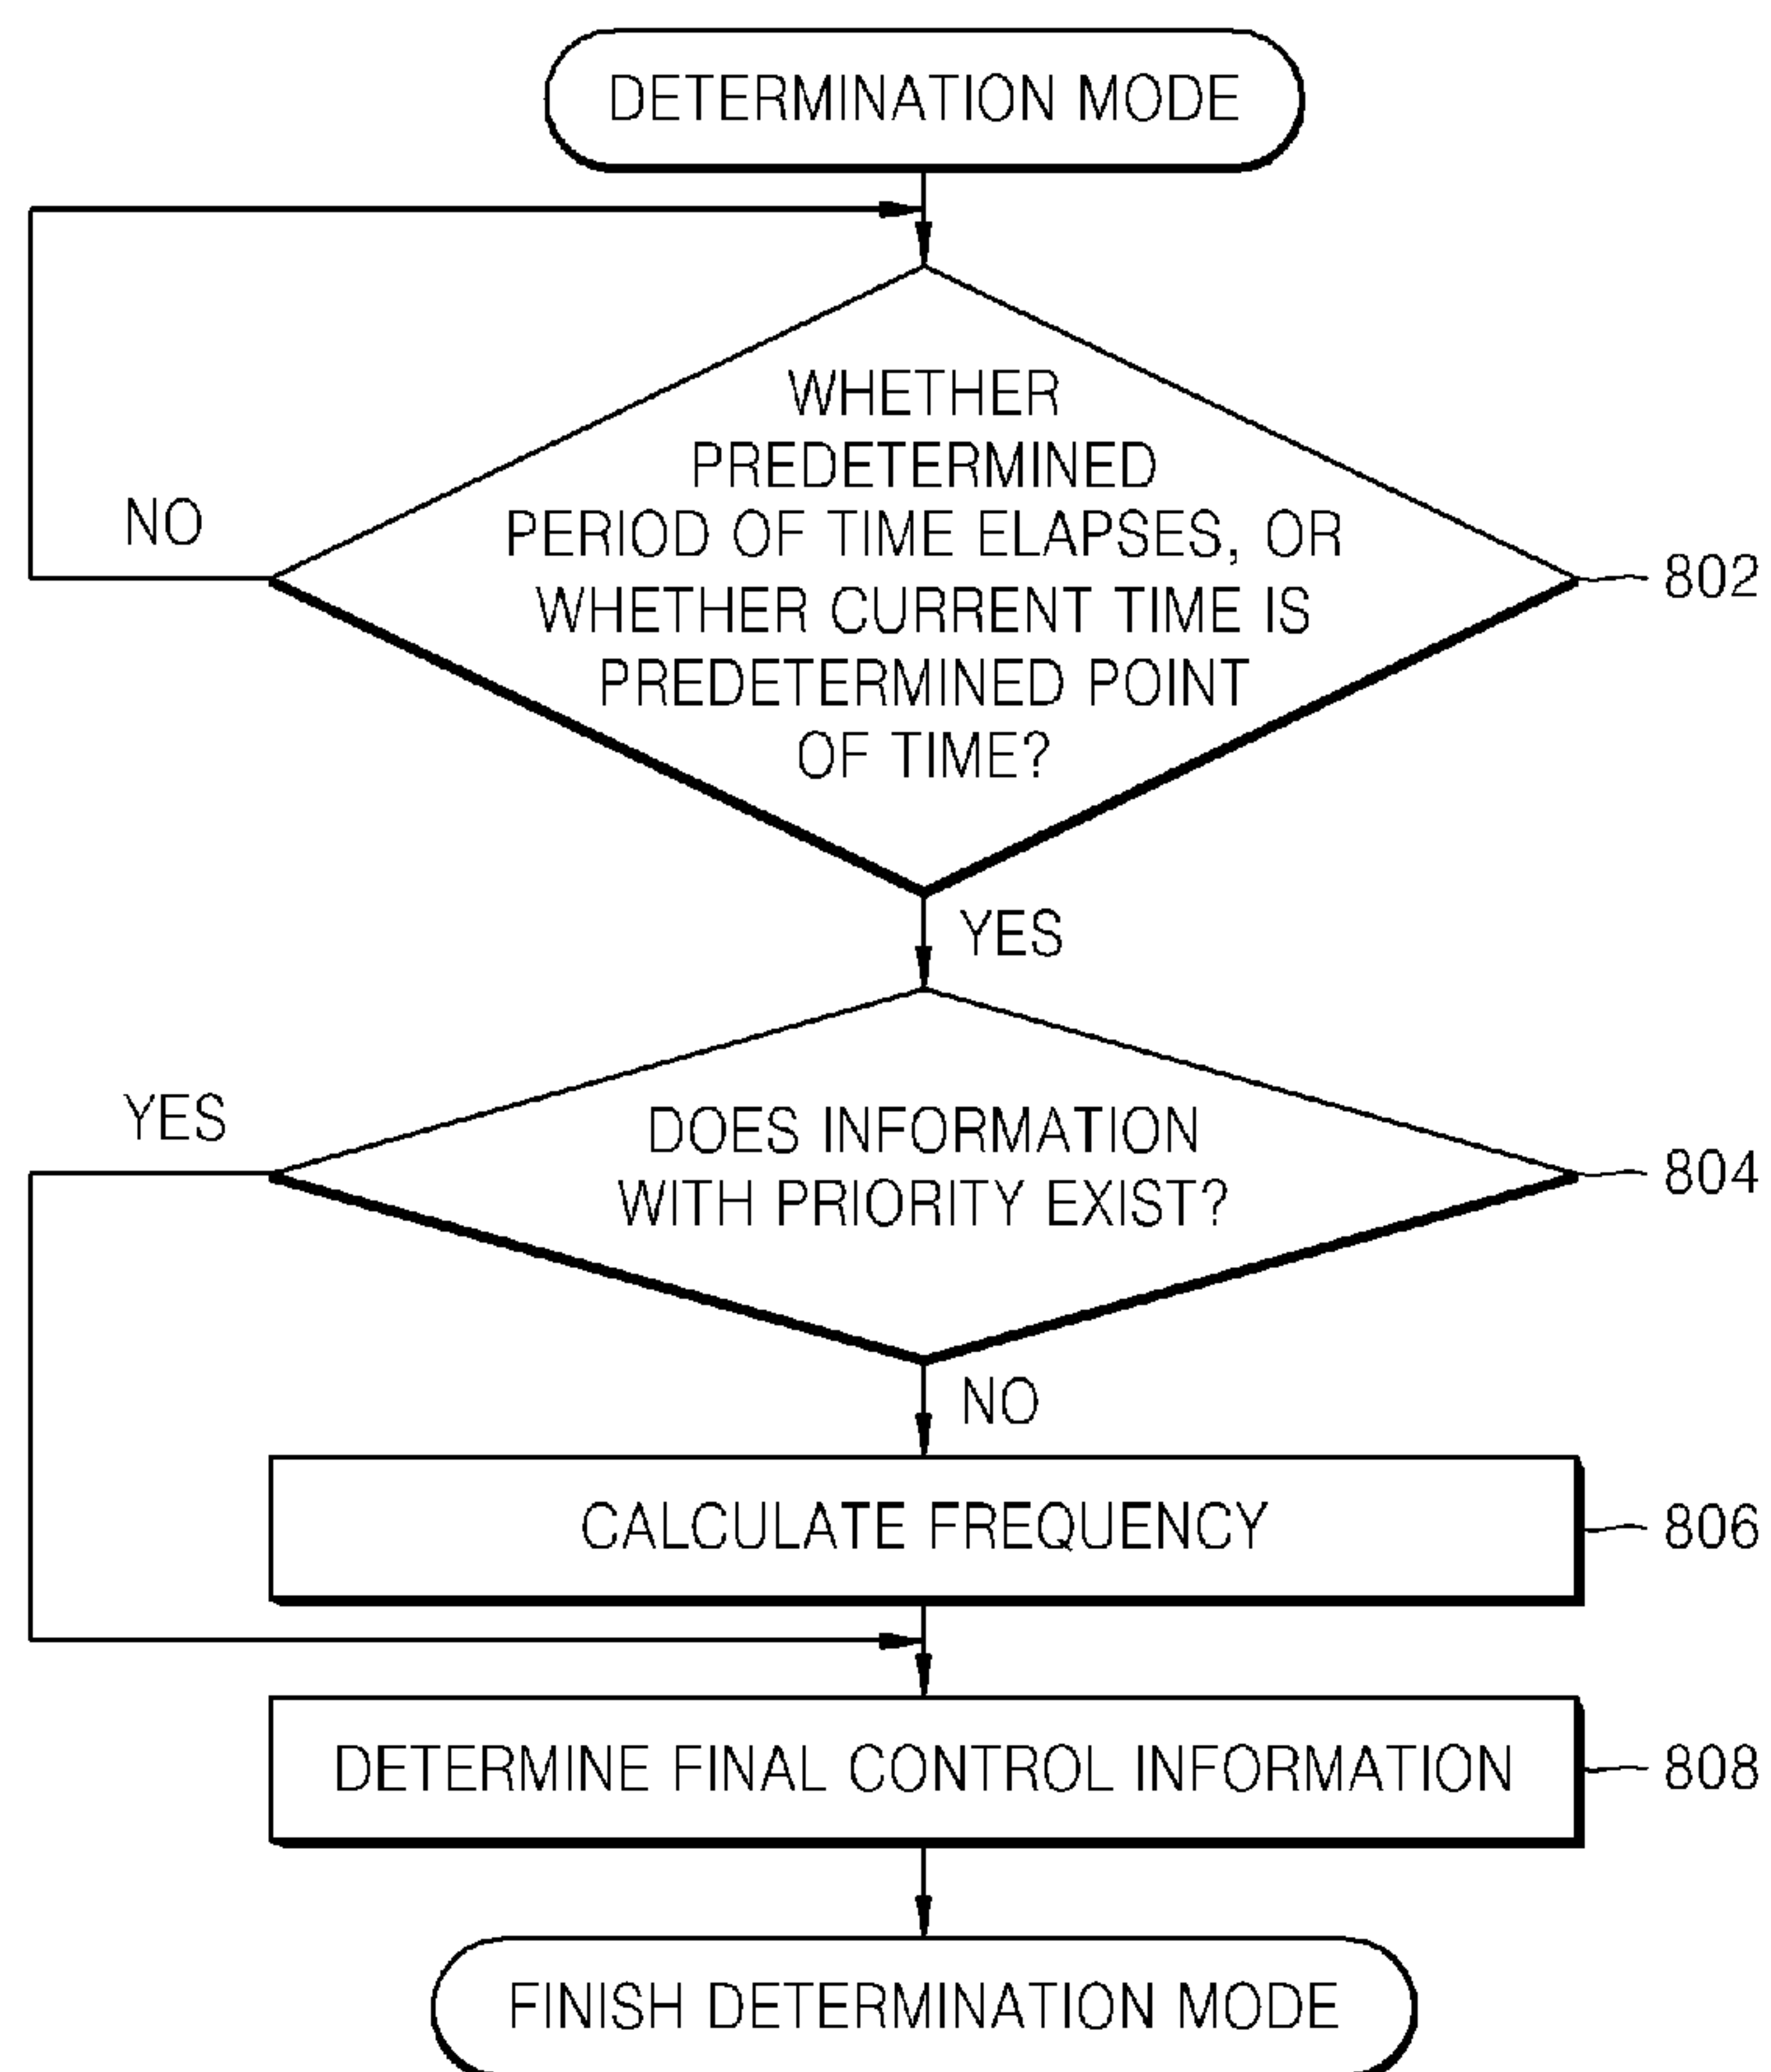 DETERMINATION MODE
WHETHER
PREDETERMINED
PERIOD OF TIME ELAPSES, OR
WHETHER CURRENT TIME IS
PREDETERMINED POINT
OF TIME?
NO
802
YES
DOES INFORMATION
WITH PRIORITY EXIST?
YES
804
NO
CALCULATE FREQUENCY
806
DETERMINE FINAL CONTROL INFORMATION
808
FINISH DETERMINATION MODE